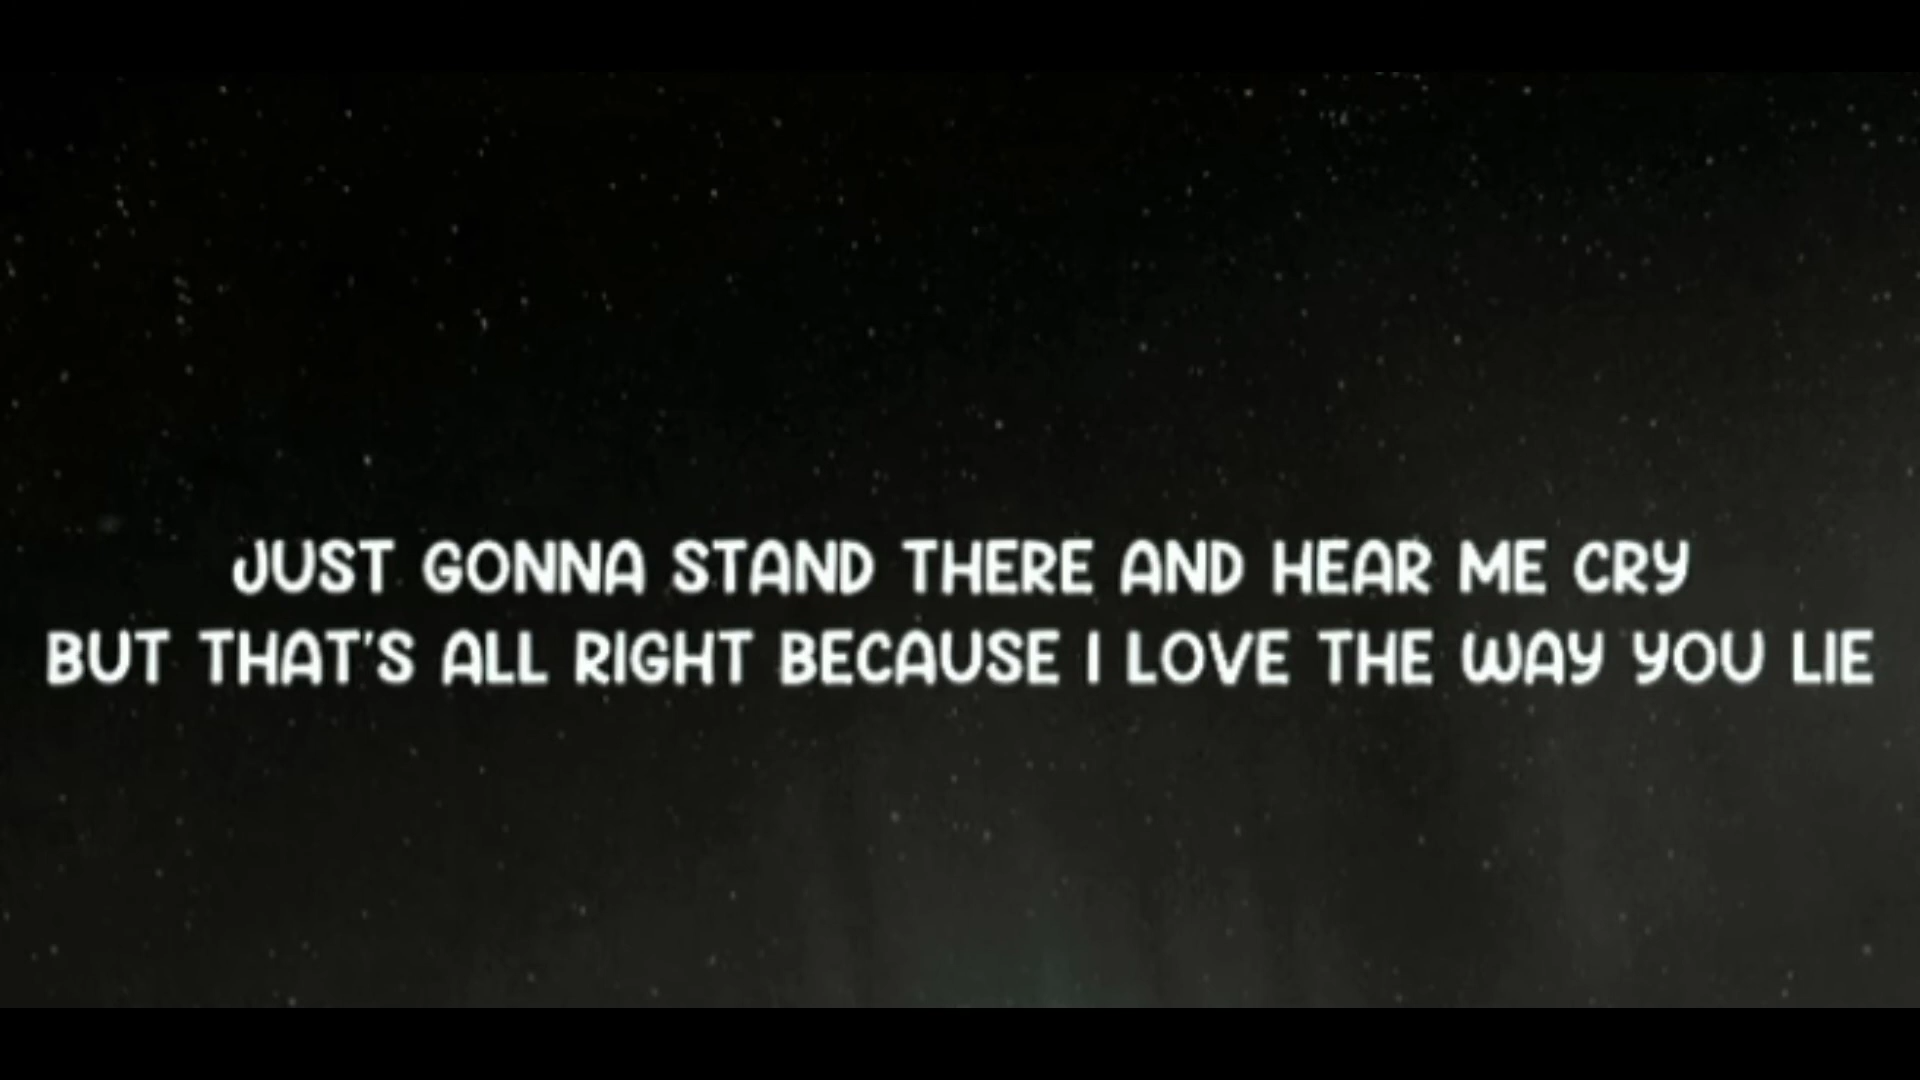 JUST GONNA STAND THERE AND HEAR ME CRY
BUT THAT'S ALL RIGHT BECAUSE I LOVE THE WAY YOU LIE